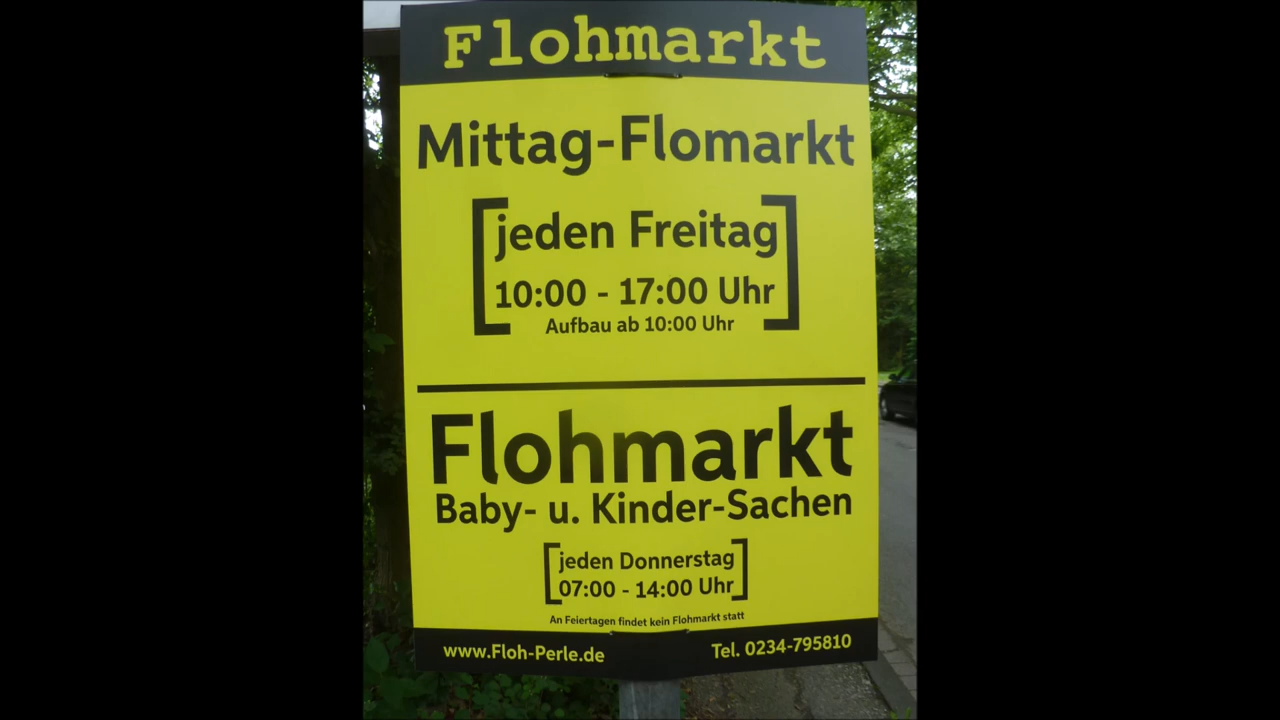 Flohmarkt
Mittag-Flomarkt
jeden Freitag
10:00 - 17:00 Uhr
Aufbau ab 10:00 Uhr
Flohmarkt
Baby- u. Kinder-Sachen
jeden Donnerstag
07:00 - 14:00 Uhr
An Feiertagen findet kein Flohmarkt statt
www.Floh-Perle.de
Tel. 0234-795810